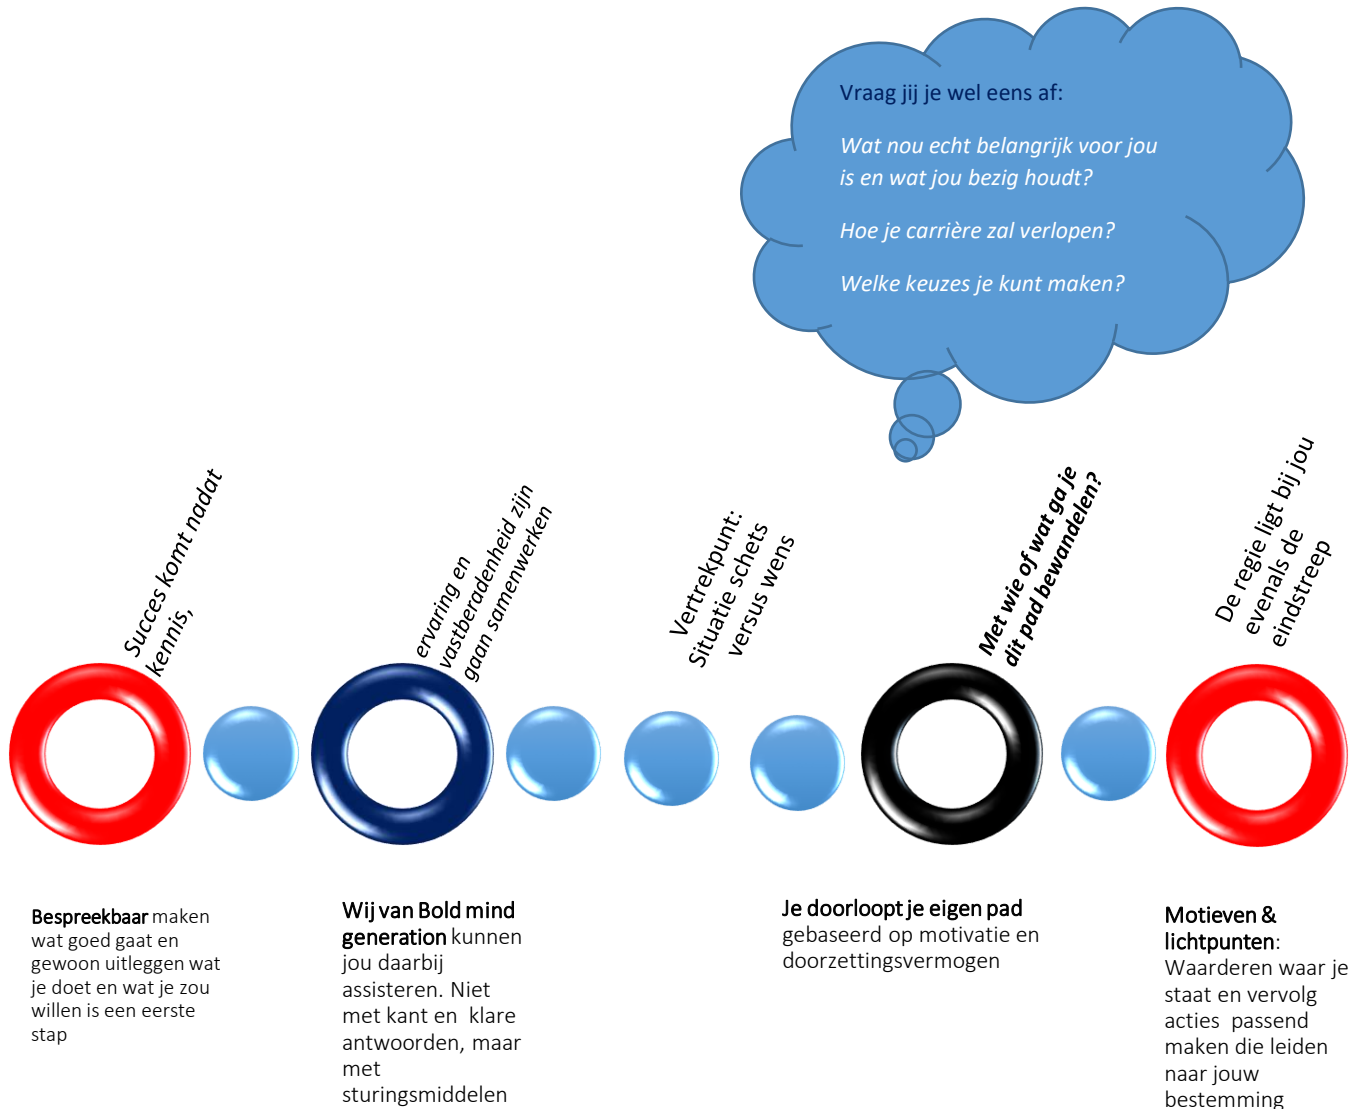 Vraag jij je wel eens af:
Wat nou echt belangrijk voor jou
is en wat jou bezig houdt?
Hoe je carrière zal verlopen?
Welke keuzes je kunt maken?
Succes komt nadat
kennis,
ervaring en
vastberadenheid zijn
gaan samenwerken
Vertrekpunt:
Situatie schets
versus wens
Met wie of wat ga je
dit pad bewandelen?
De regie ligt bij jou
evenals de
eindstreep
Bespreekbaar maken
wat goed gaat en
gewoon uitleggen wat
je doet en wat je zou
willen is een eerste
stap
Wij van Bold mind
generation kunnen
jou daarbij
assisteren. Niet
met kant en klare
antwoorden, maar
met
sturingsmiddelen
Je doorloopt je eigen pad
gebaseerd op motivatie en
doorzettingsvermogen
Motieven &
lichtpunten:
Waarderen waar je
staat en vervolg
acties passend
maken die leiden
naar jouw
bestemming